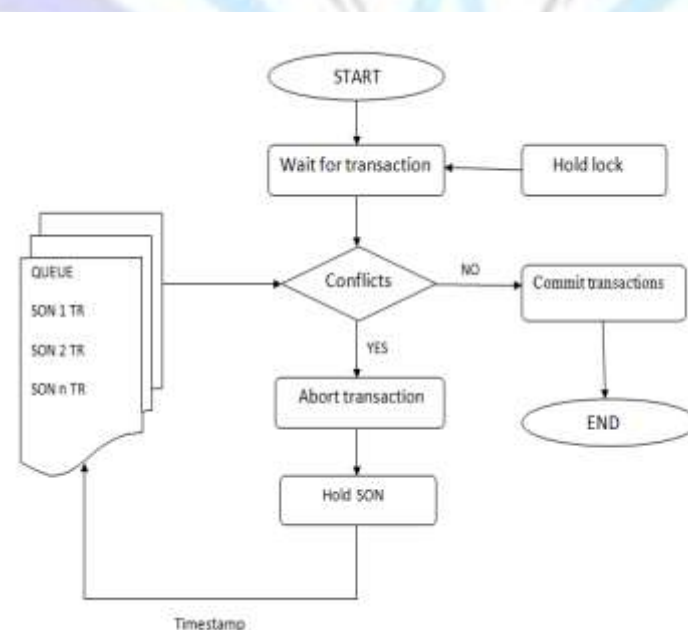 START
Wait for transaction
Hold lock
QUEUE
SON 1 TR
SON 2 TR
SON n TR
Conflicts
NO
Commit transactions
YES
Abort transaction
END
Hold SON
Timestamp